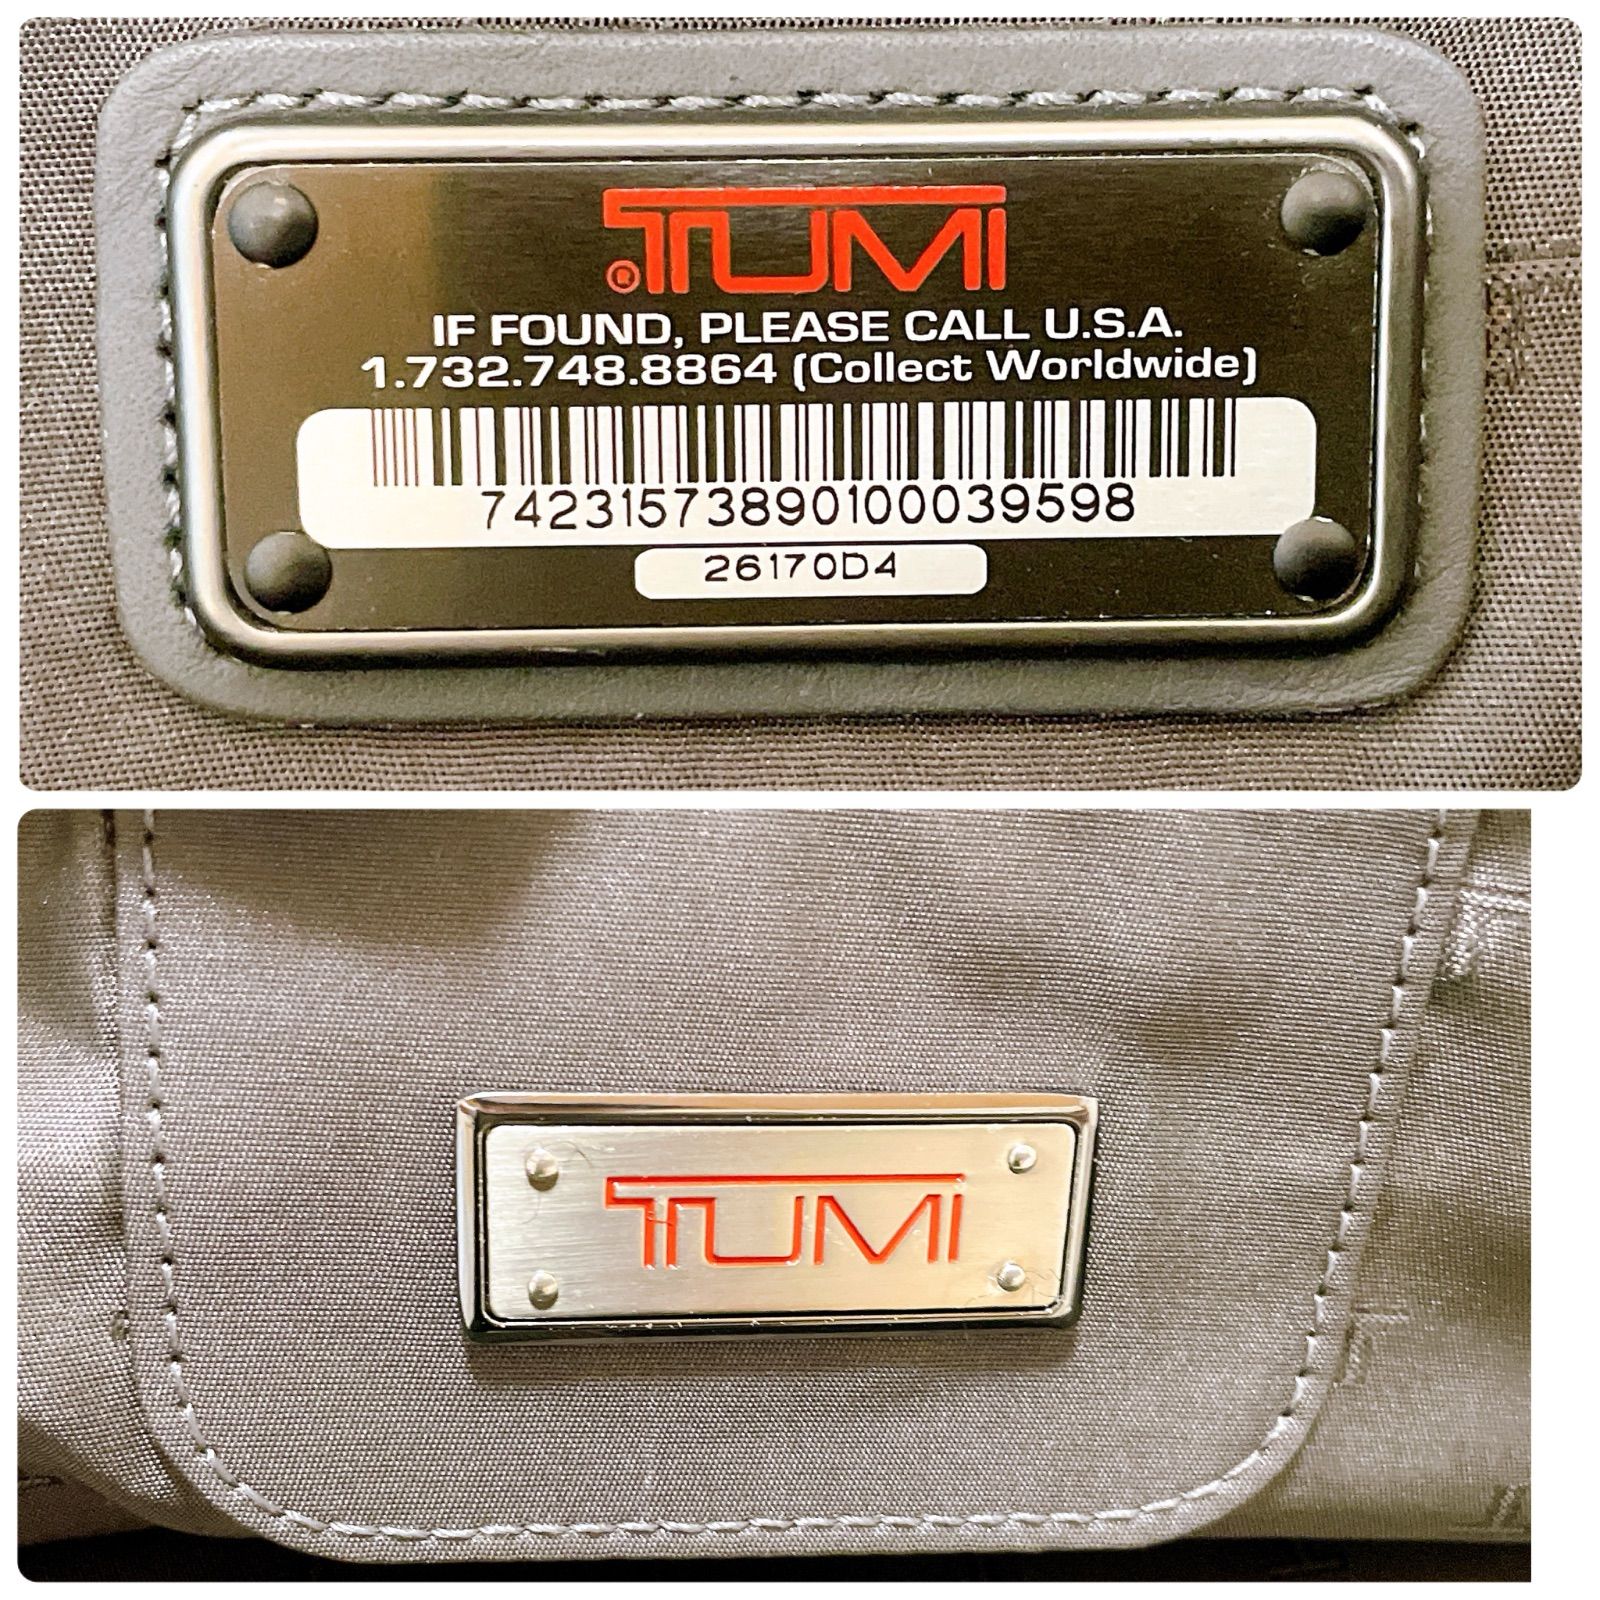 TUMI
®
IF FOUND, PLEASE CALL U.S.A.
1.732.748.8864 (Collect Worldwide)
74231573890100039598
26170D4
TUMI